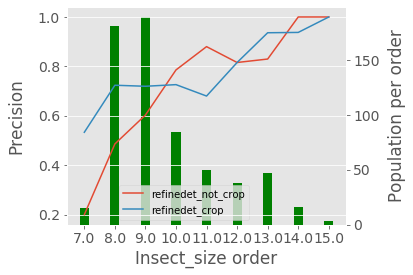 1.0
0.8
0.6
0.4
0.2
Precision
150
100
50
0
Population per order
refinedet_not_crop
refinedet_crop
7.0 8.0 9.0 10.0 11.0 12.0 13.0 14.0 15.0
Insect_size order